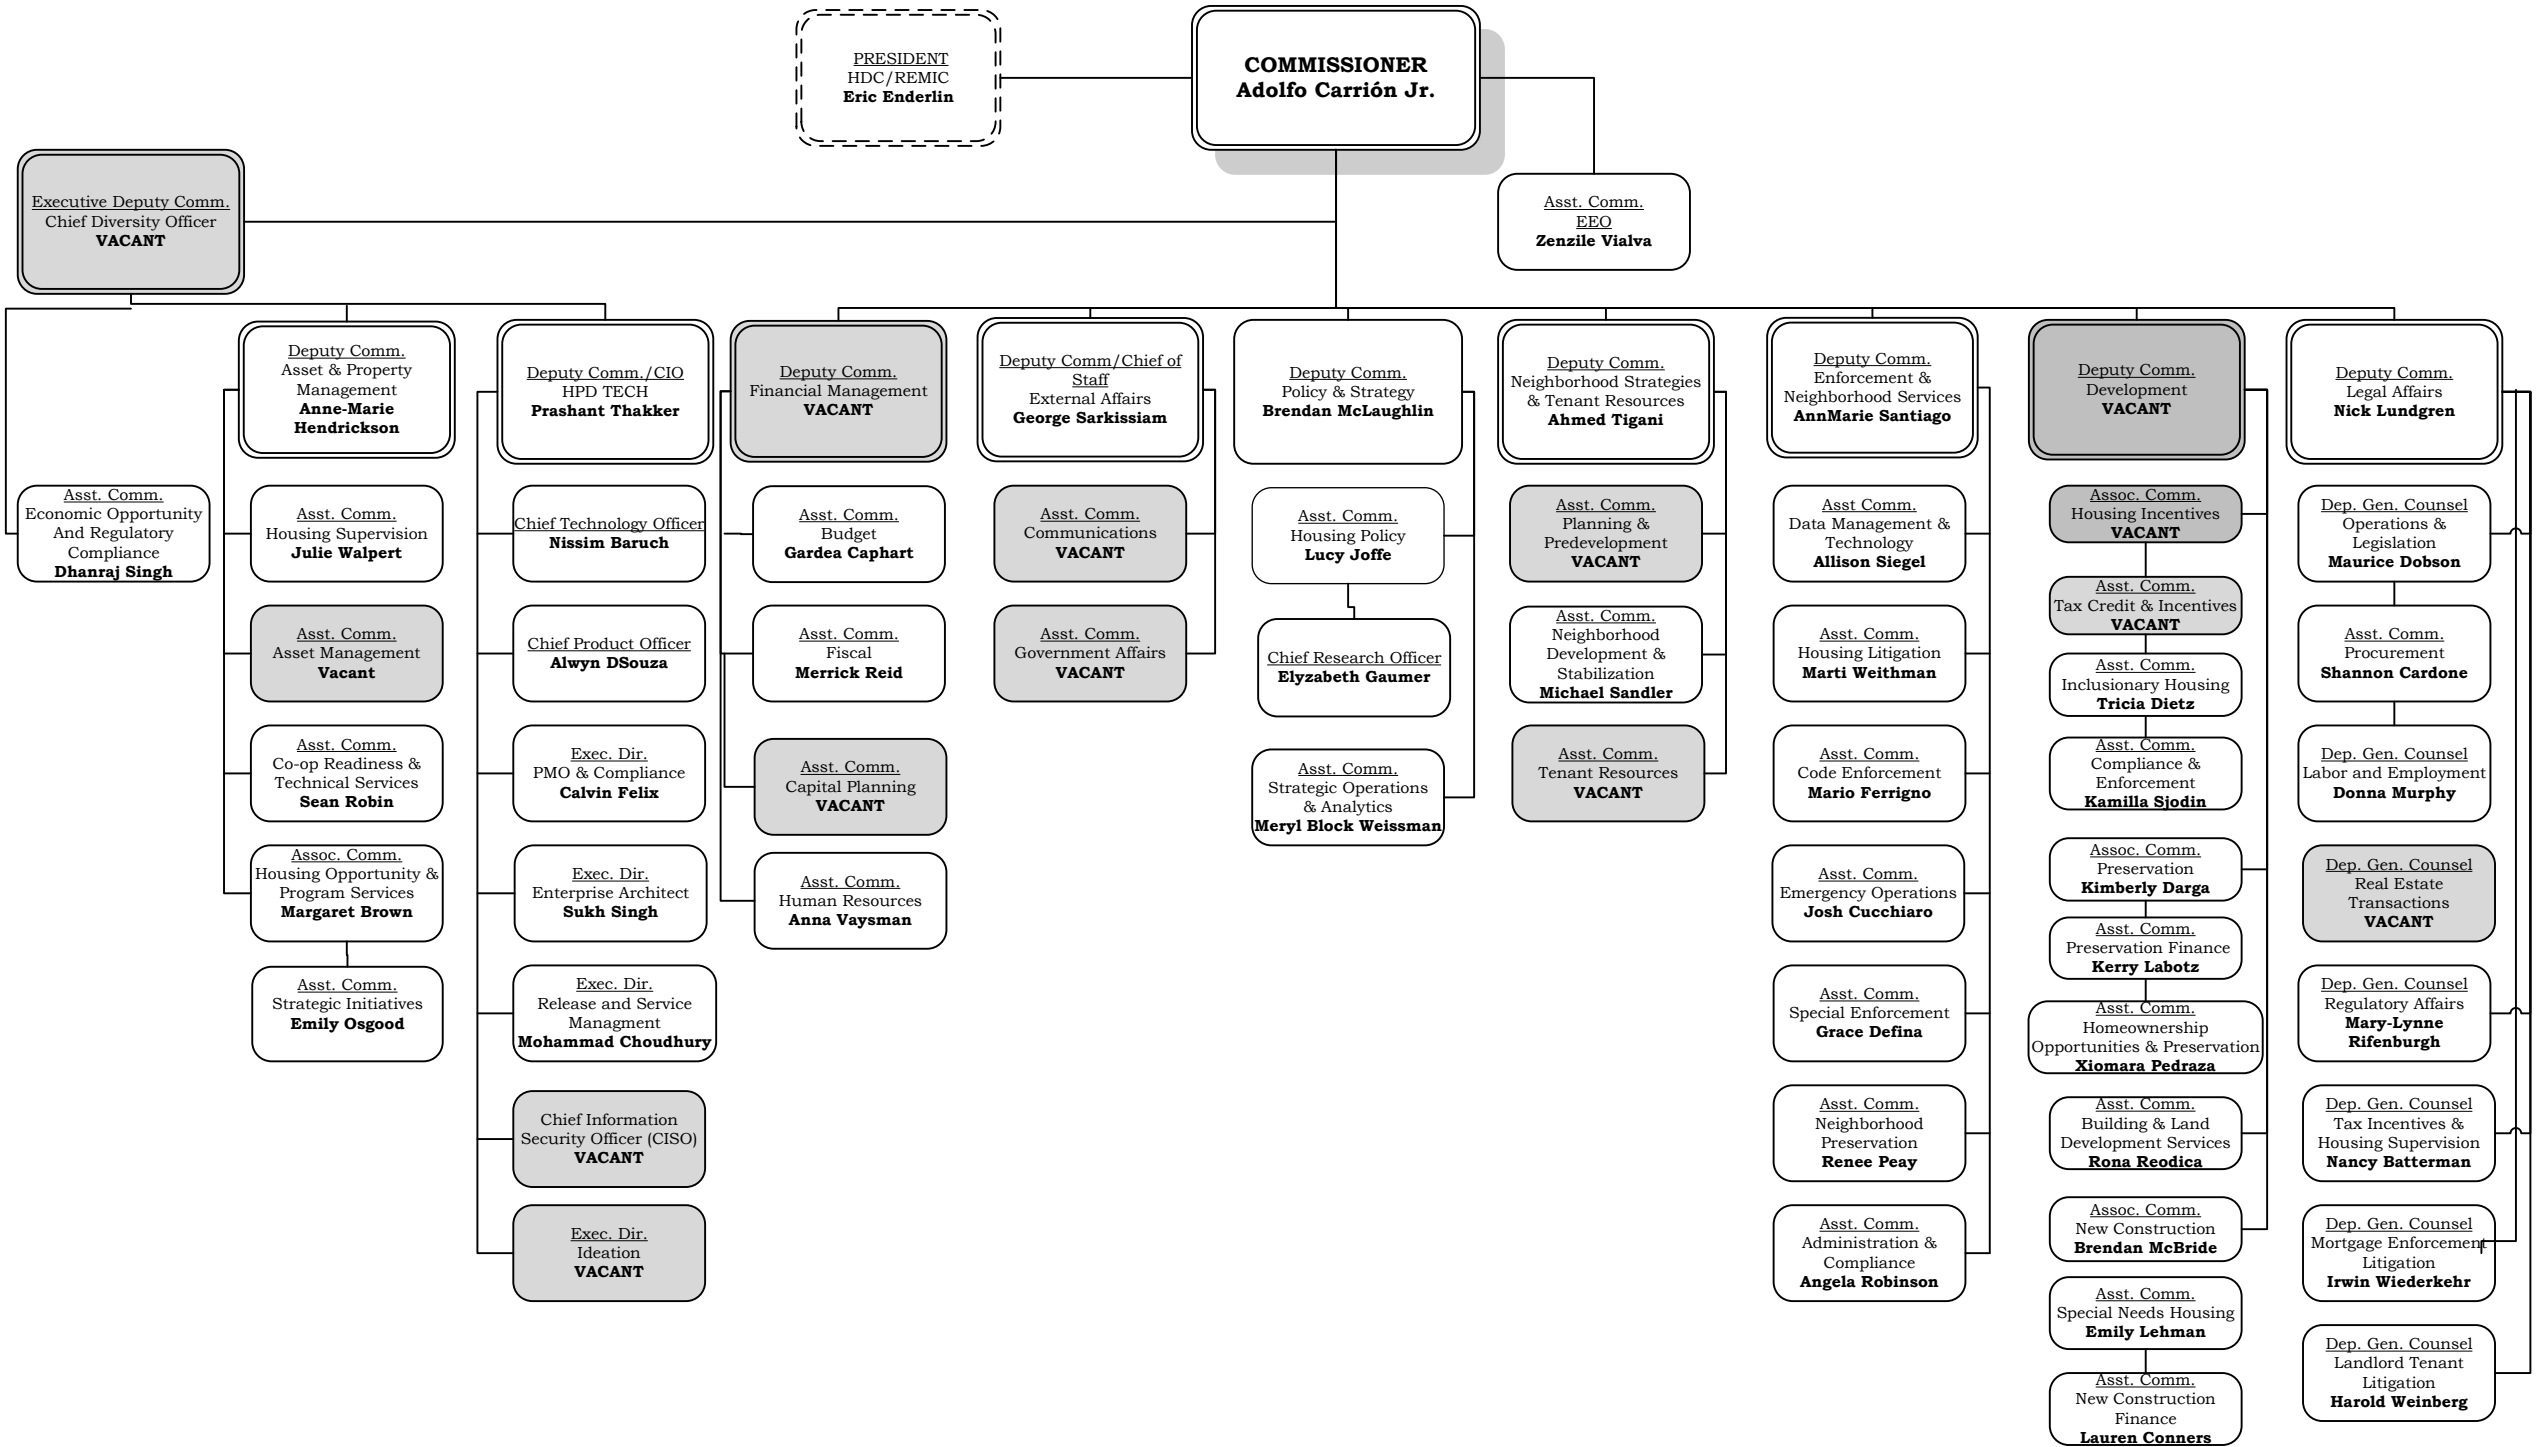 PRESIDENT
HDC/REMIC
Eric Enderlin
COMMISSIONER
Adolfo Carrión Jr.
Executive Deputy Comm.
Chief Diversity Officer
VACANT
Asst. Comm.
EEO
Zenzile Vialva
Asst. Comm.
Economic Opportunity
And Regulatory
Compliance
Dhanraj Singh
Deputy Comm.
Asset & Property
Management
Anne-Marie
Hendrickson
Asst. Comm.
Housing Supervision
Julie Walpert
Asst. Comm.
Asset Management
Vacant
Asst. Comm.
Co-op Readiness &
Technical Services
Sean Robin
Assoc. Comm.
Housing Opportunity &
Program Services
Margaret Brown
Asst. Comm.
Strategic Initiatives
Emily Osgood
Deputy Comm./CIO
HPD TECH
Prashant Thakker
Chief Technology Officer
Nissim Baruch
Chief Product Officer
Alwyn DSouza
Exec. Dir.
PMO & Compliance
Calvin Felix
Exec. Dir.
Enterprise Architect
Sukh Singh
Exec. Dir.
Release and Service
Managment
Mohammad Choudhury
Chief Information
Security Officer (CISO)
VACANT
Exec. Dir.
Ideation
VACANT
Deputy Comm.
Financial Management
VACANT
Asst. Comm.
Budget
Gardea Caphart
Asst. Comm.
Fiscal
Merrick Reid
Asst. Comm.
Capital Planning
VACANT
Asst. Comm.
Human Resources
Anna Vaysman
Deputy Comm/Chief of
Staff
External Affairs
George Sarkissiam
Asst. Comm.
Communications
VACANT
Asst. Comm.
Government Affairs
VACANT
Deputy Comm.
Policy & Strategy
Brendan McLaughlin
Asst. Comm.
Housing Policy
Lucy Joffe
Chief Research Officer
Elyzabeth Gaumer
Asst. Comm.
Strategic Operations
& Analytics
Meryl Block Weissman
Deputy Comm.
Neighborhood Strategies
& Tenant Resources
Ahmed Tigani
Asst. Comm.
Planning &
Predevelopment
VACANT
Asst. Comm.
Neighborhood
Development &
Stabilization
Michael Sandler
Asst. Comm.
Tenant Resources
VACANT
Deputy Comm.
Enforcement &
Neighborhood Services
AnnMarie Santiago
Asst Comm.
Data Management &
Technology
Allison Siegel
Asst. Comm.
Housing Litigation
Marti Weithman
Asst. Comm.
Code Enforcement
Mario Ferrigno
Asst. Comm.
Emergency Operations
Josh Cucchiaro
Asst. Comm.
Special Enforcement
Grace Defina
Asst. Comm.
Neighborhood
Preservation
Renee Peay
Asst. Comm.
Administration &
Compliance
Angela Robinson
Deputy Comm.
Development
VACANT
Assoc. Comm.
Housing Incentives
VACANT
Asst. Comm.
Tax Credit & Incentives
VACANT
Asst. Comm.
Inclusionary Housing
Tricia Dietz
Asst. Comm.
Compliance &
Enforcement
Kamilla Sjodin
Assoc. Comm.
Preservation
Kimberly Darga
Asst. Comm.
Preservation Finance
Kerry Labotz
Asst. Comm.
Homeownership
Opportunities & Preservation
Xiomara Pedraza
Asst. Comm.
Building & Land
Development Services
Rona Reodica
Assoc. Comm.
New Construction
Brendan McBride
Asst. Comm.
Special Needs Housing
Emily Lehman
Asst. Comm.
New Construction
Finance
Lauren Conners
Deputy Comm.
Legal Affairs
Nick Lundgren
Dep. Gen. Counsel
Operations &
Legislation
Maurice Dobson
Asst. Comm.
Procurement
Shannon Cardone
Dep. Gen. Counsel
Labor and Employment
Donna Murphy
Dep. Gen. Counsel
Real Estate
Transactions
VACANT
Dep. Gen. Counsel
Regulatory Affairs
Mary-Lynne
Rifenburgh
Dep. Gen. Counsel
Tax Incentives &
Housing Supervision
Nancy Batterman
Dep. Gen. Counsel
Mortgage Enforcement
Litigation
Irwin Wiederkehr
Dep. Gen. Counsel
Landlord Tenant
Litigation
Harold Weinberg